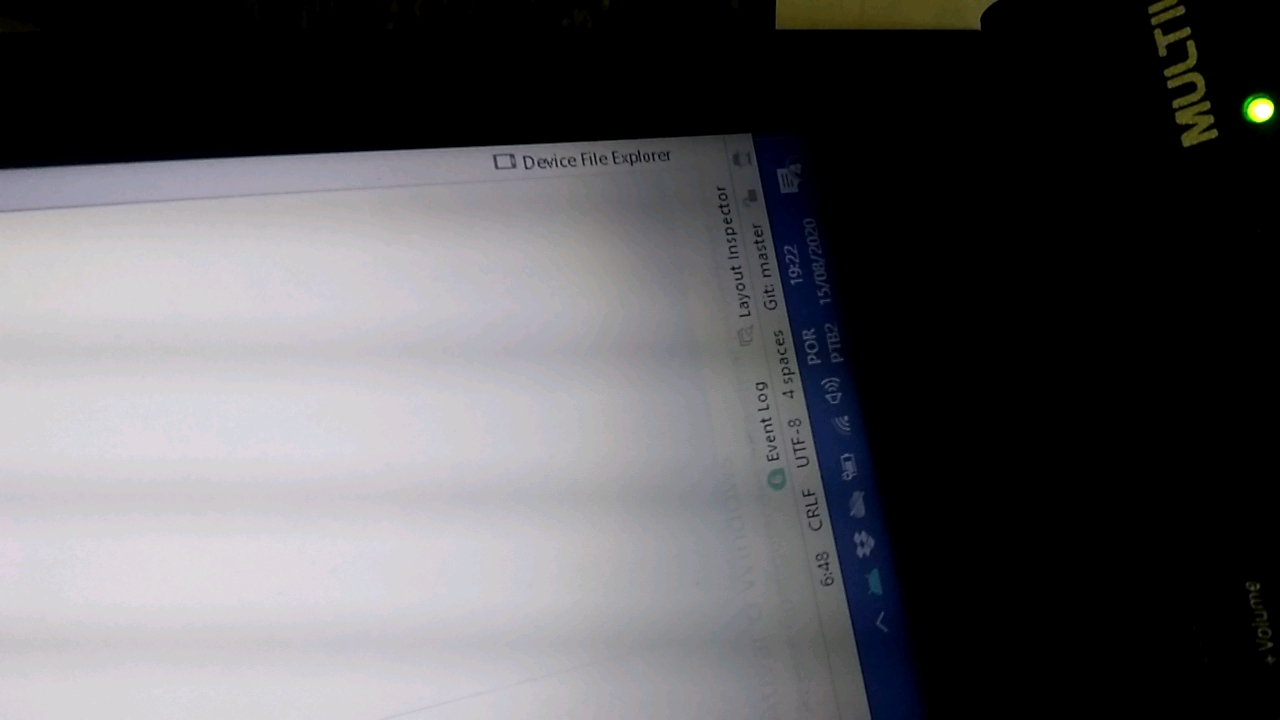 MULTI
Device File Explorer
Event Log
Layout Inspector
6:48 CRLF UTF-8 4 spaces Git: master
POR
PTB2
19:22
15/08/2020
+ Volume